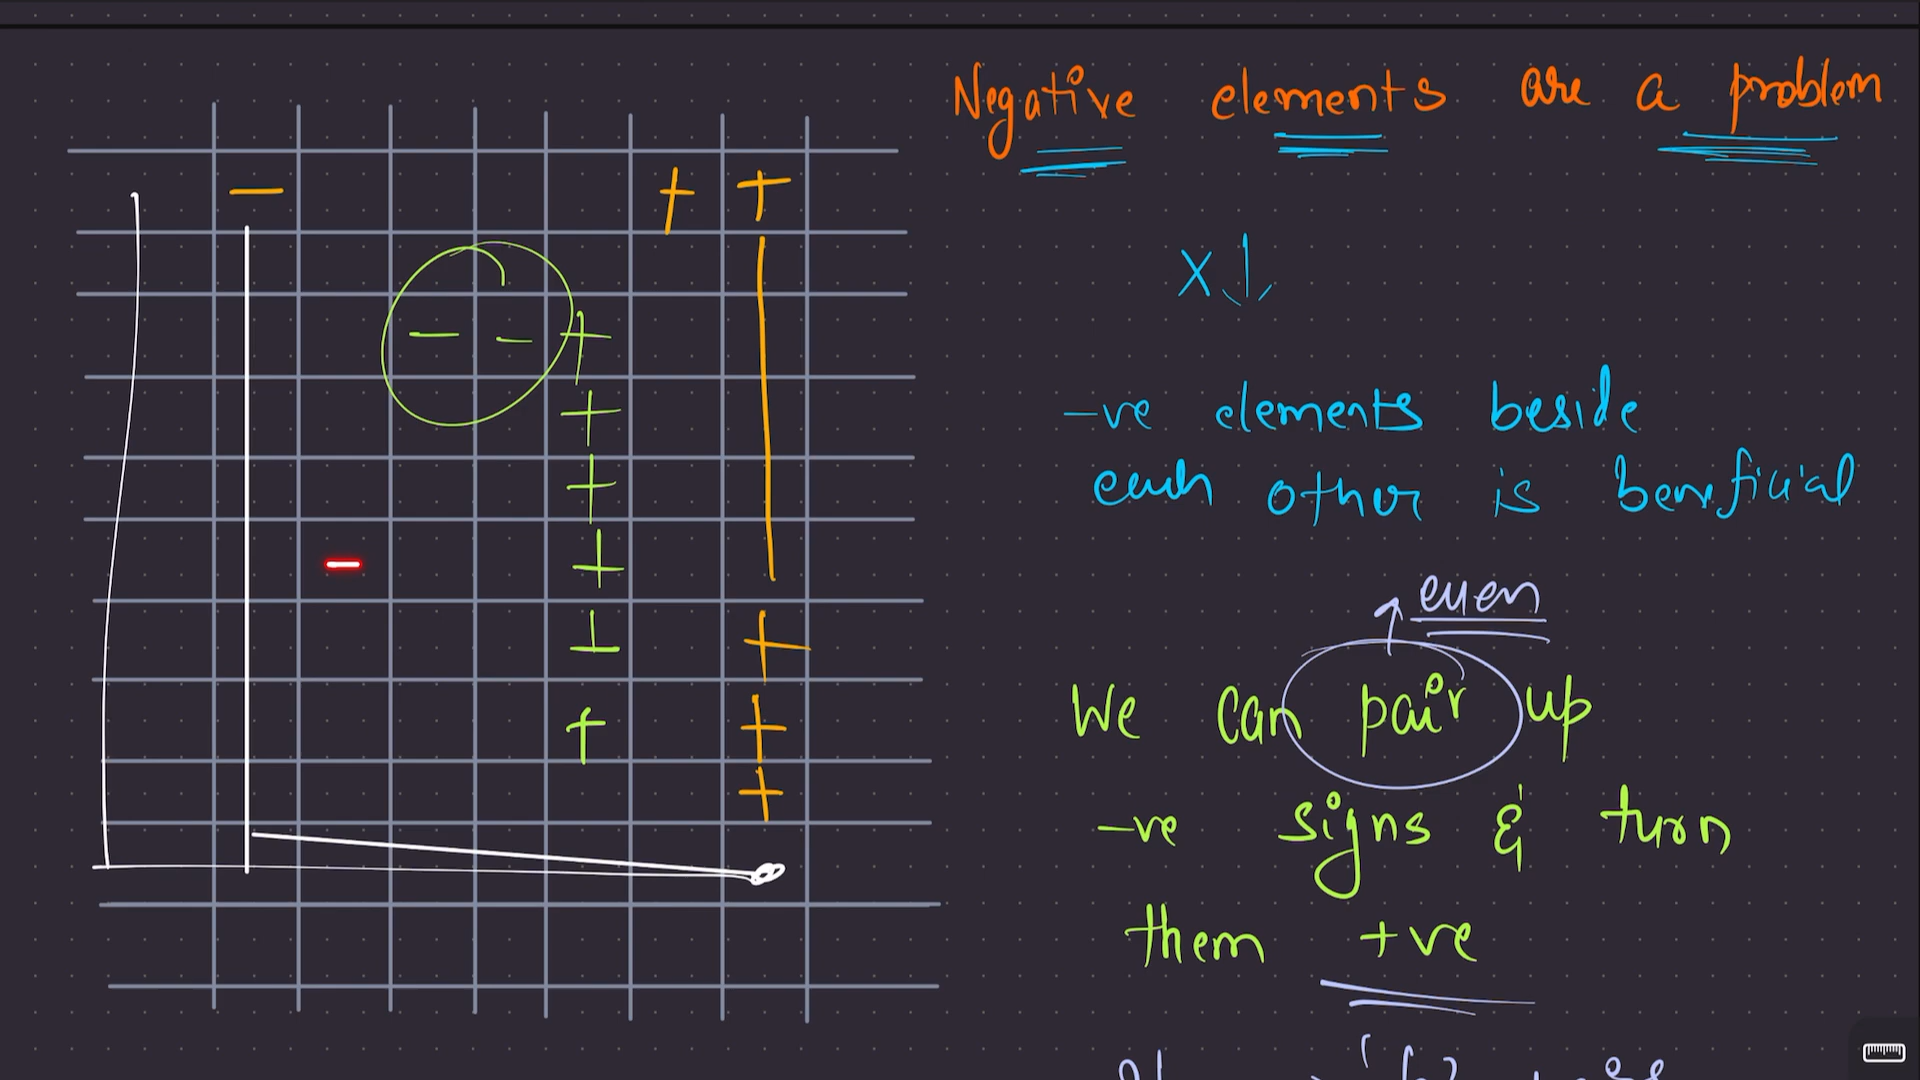 Negative elements are a problem
X↓
-ve elements beside
each other is beneficial
even
We can pair up
-ve signs & turn
them +ve
− + +
− − +
+
+
− +
+ +
+ +
+